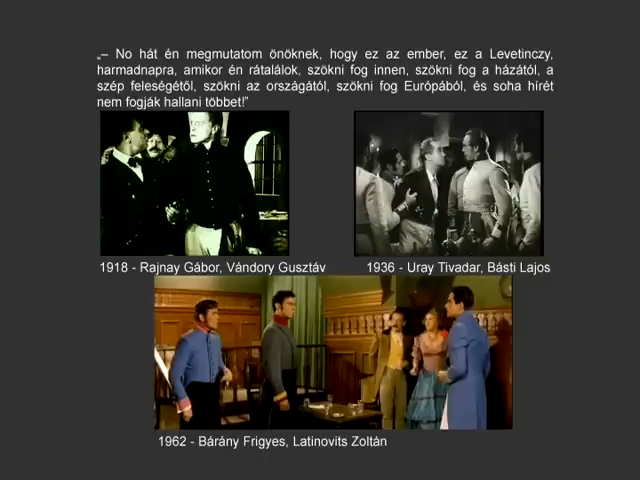 „– No hát én megmutatom önöknek, hogy ez az ember, ez a Levetinczy,
harmadnapra, amikor én rátalálok, szökni fog innen, szökni fog a házától, a
szép feleségétől, szökni az országától, szökni fog Európából, és soha hírét
nem fogják hallani többet!”
1918 - Rajnay Gábor, Vándory Gusztáv
1936 - Uray Tivadar, Básti Lajos
1962 - Bárány Frigyes, Latinovits Zoltán